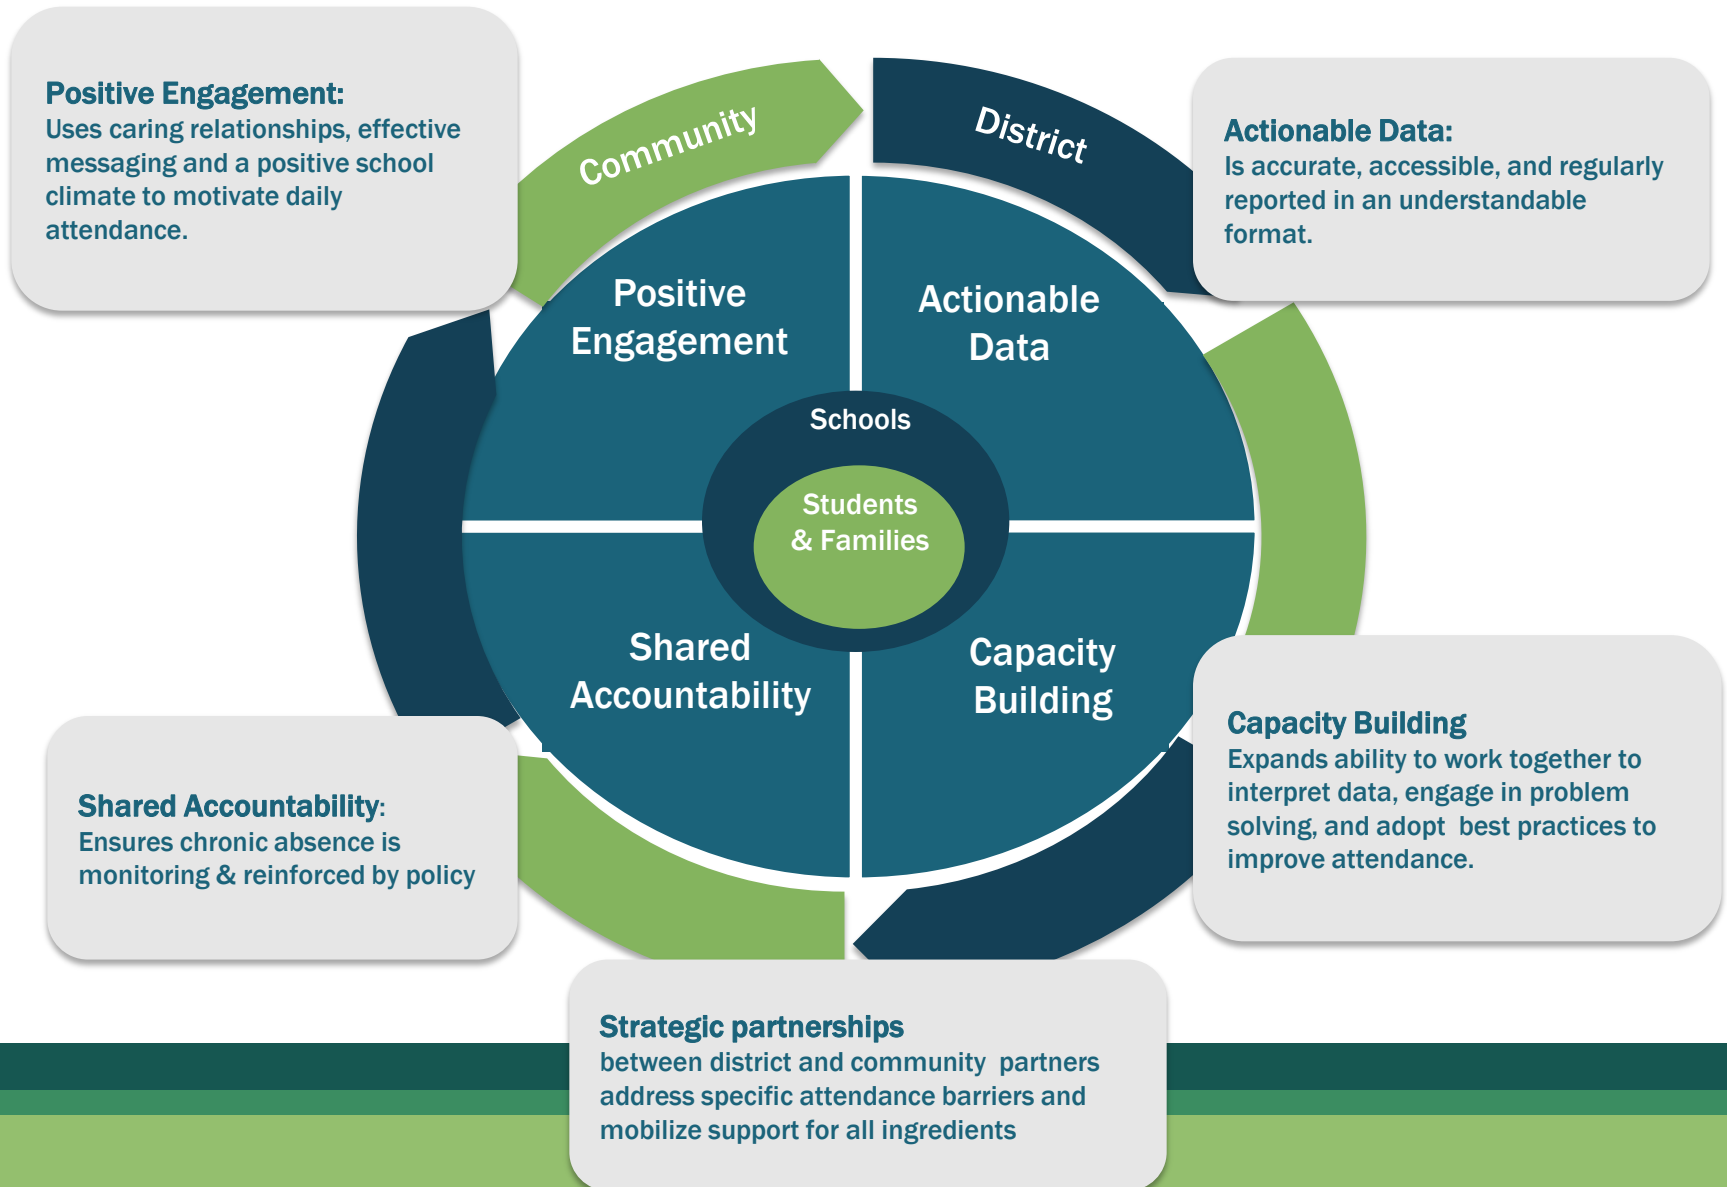 Positive Engagement:
Uses caring relationships, effective
messaging and a positive school
climate to motivate daily
attendance.
Community
District
Actionable Data:
Is accurate, accessible, and regularly
reported in an understandable
format.
Positive
Engagement
Actionable
Data
Schools
Students
& Families
Shared
Accountability
Capacity
Building
Capacity Building
Expands ability to work together to
interpret data, engage in problem
solving, and adopt  best practices to
improve attendance.
Shared Accountability:
Ensures chronic absence is
monitoring & reinforced by policy
Strategic partnerships
between district and community  partners
address specific attendance barriers and
mobilize support for all ingredients